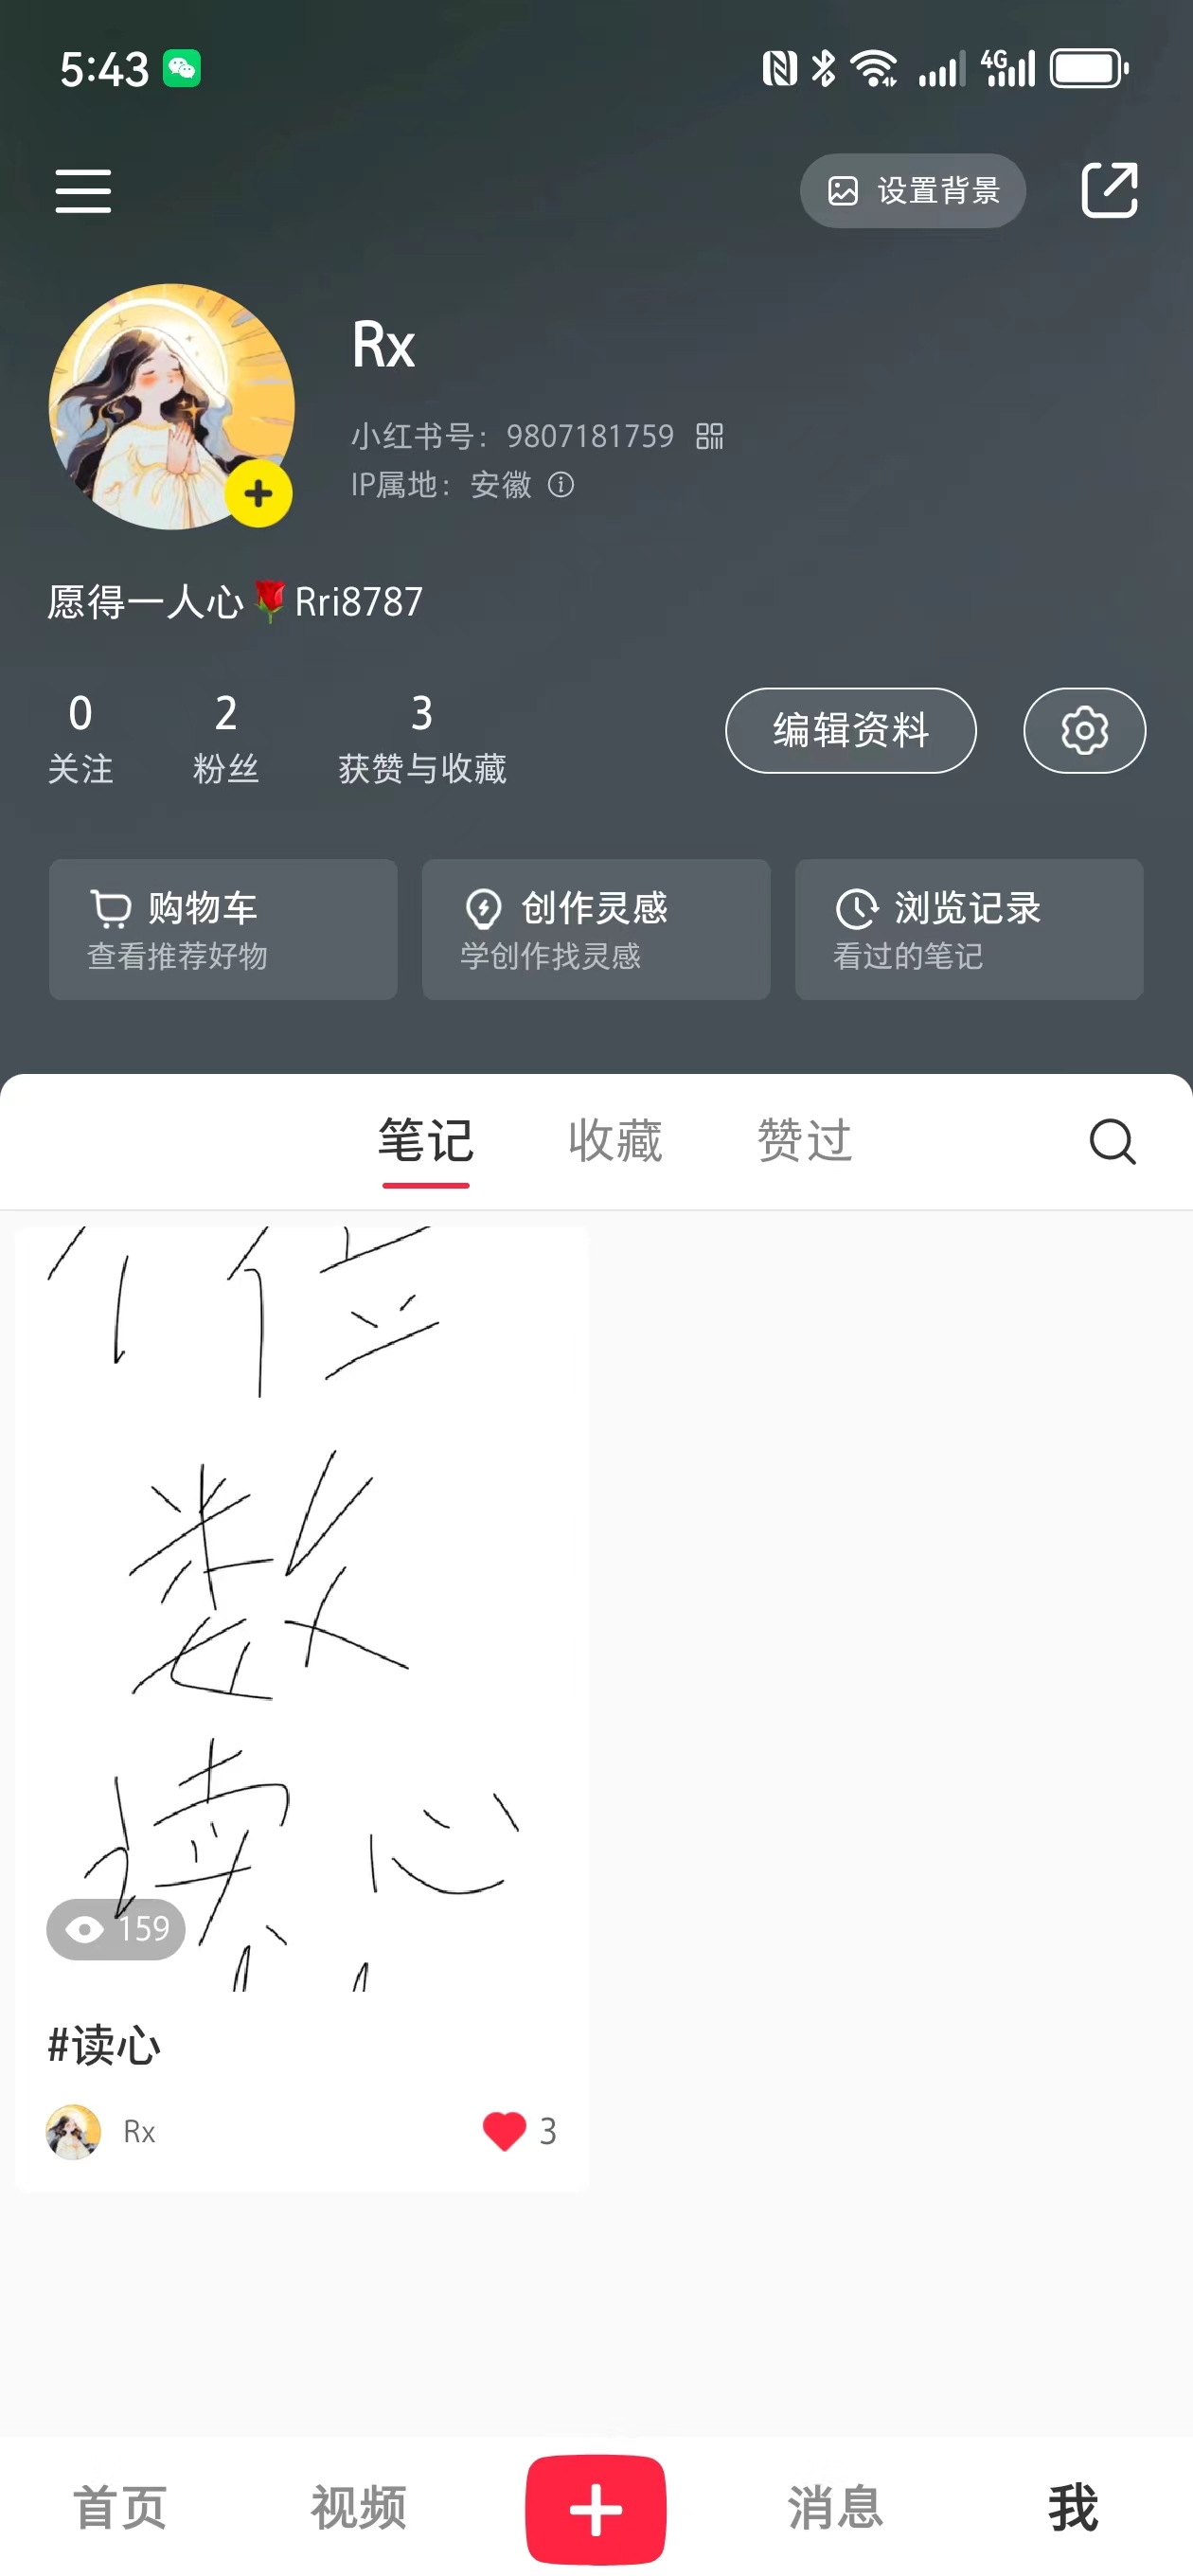 5:43
4G
设置背景
Rx
小红书号：9807181759
IP属地：安徽
愿得一人心🌹Rri8787
0 2 3
关注 粉丝 获赞与收藏
编辑资料
购物车 创作灵感 浏览记录
查看推荐好物 学创作找灵感 看过的笔记
笔记 收藏 赞过
个位
数
读心
159
#读心
Rx 3
首页 视频 消息 我